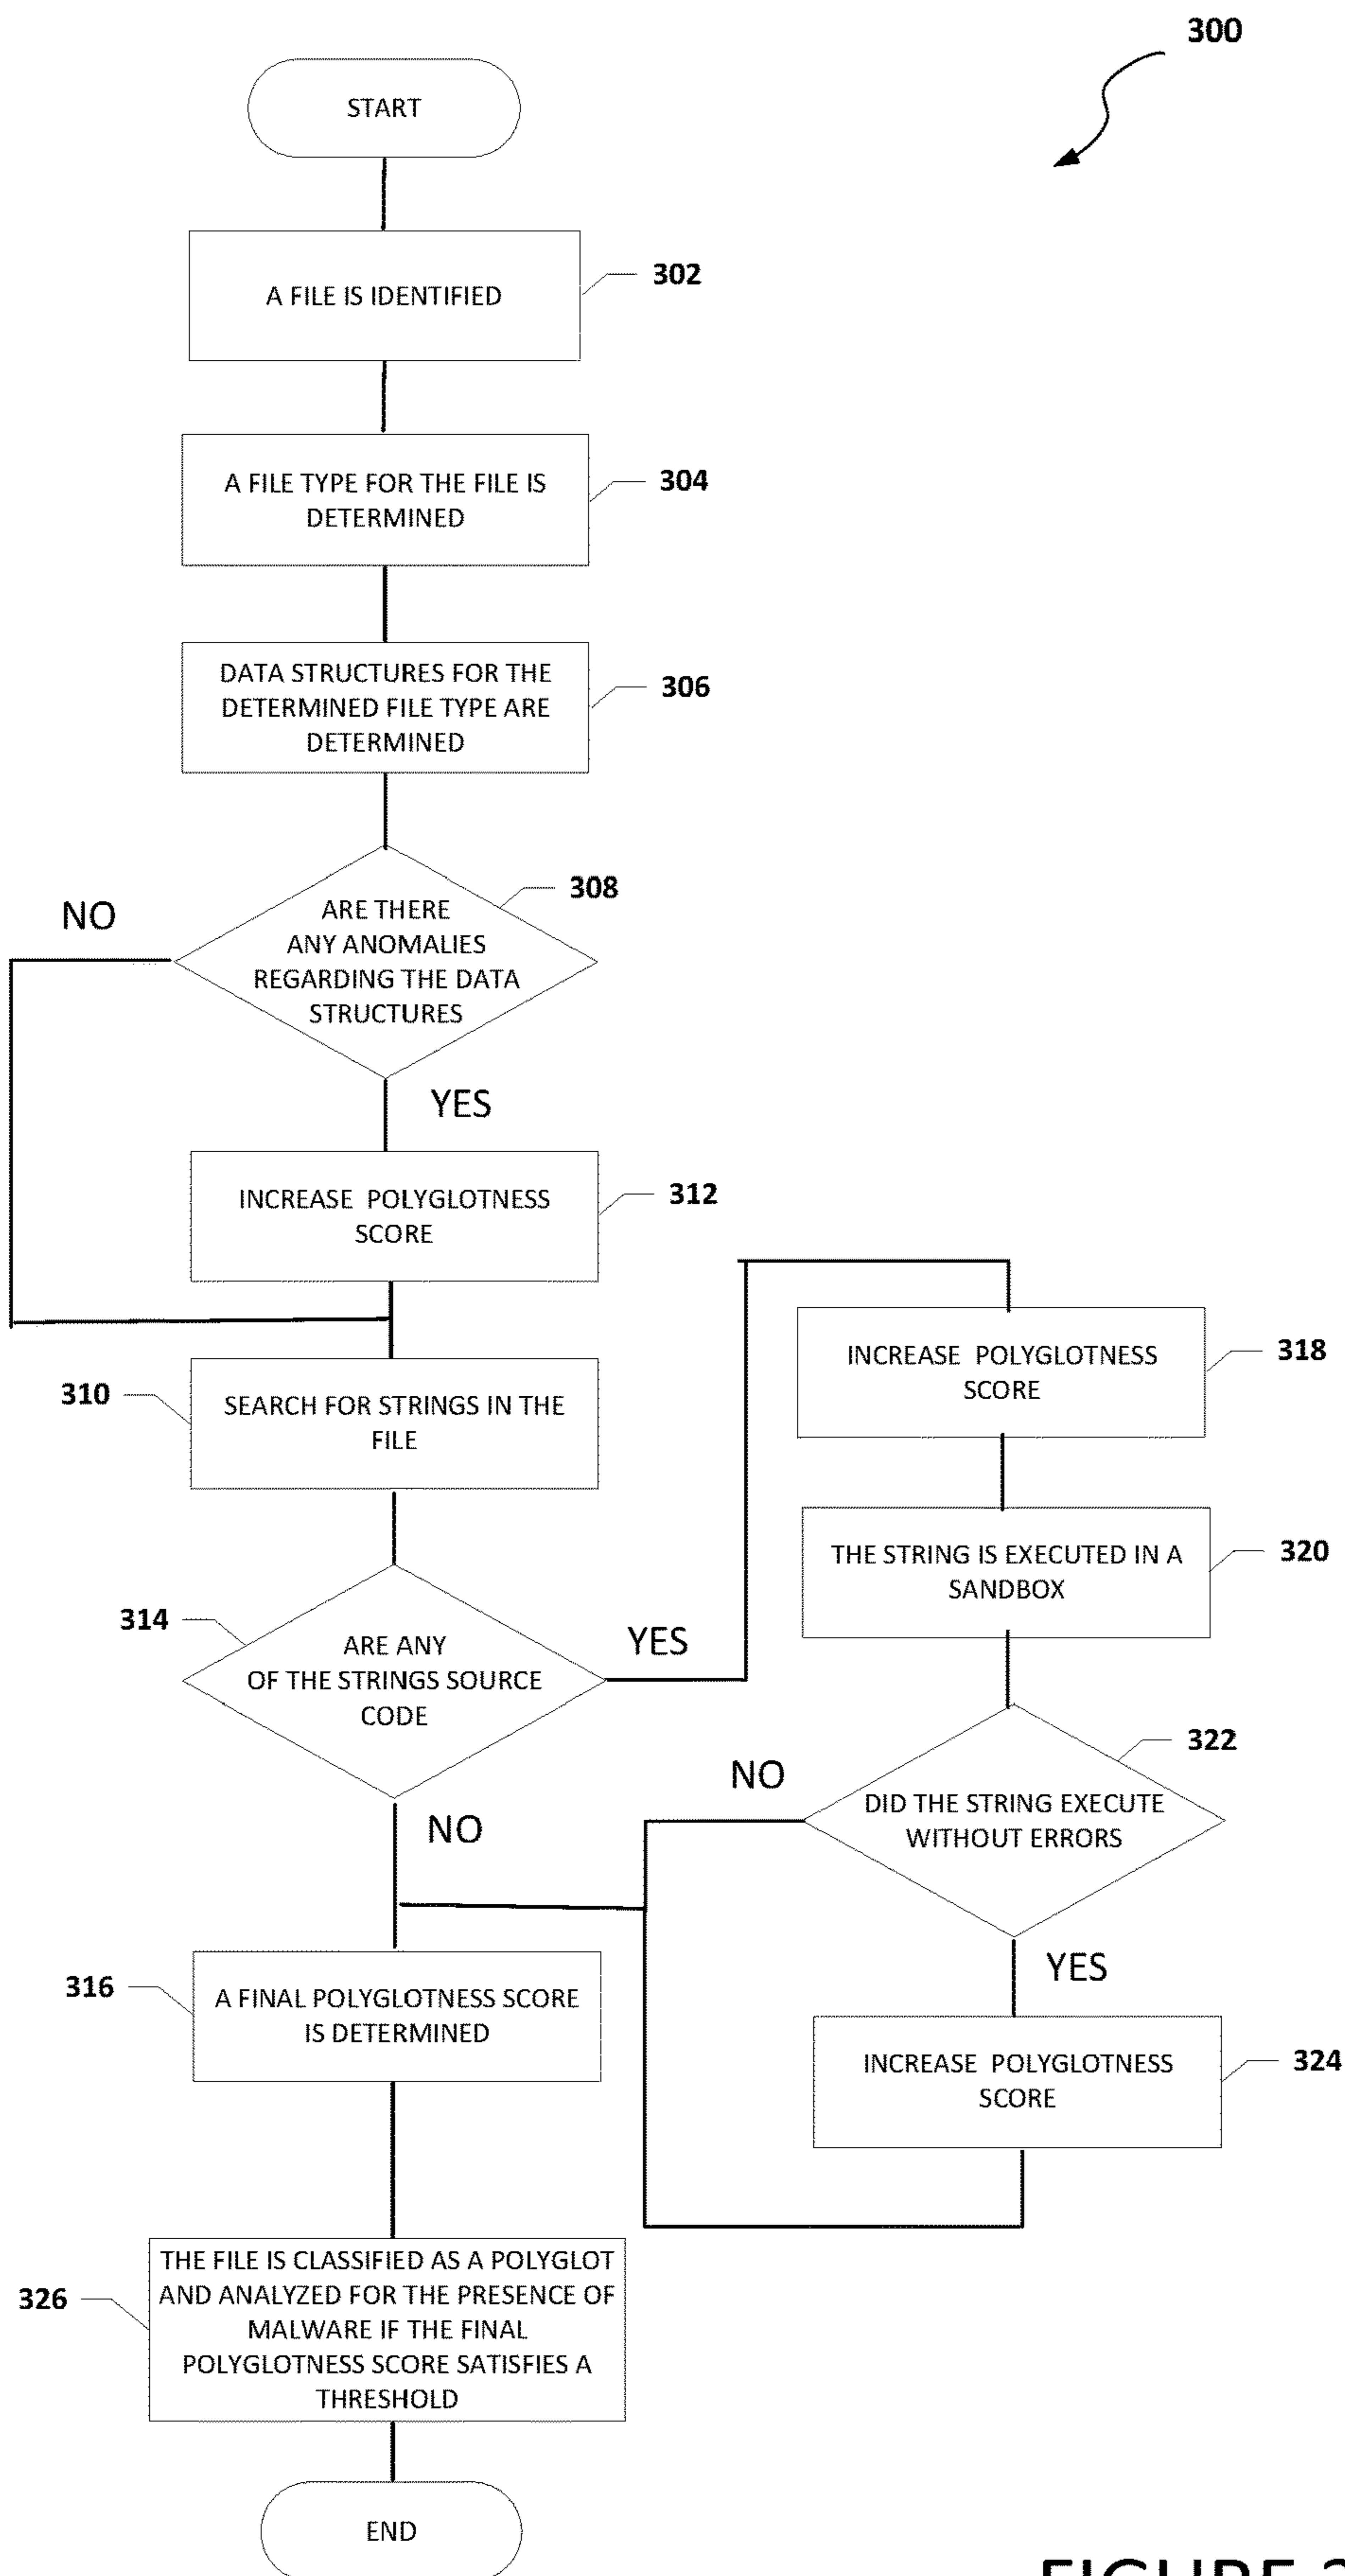 300
START
A FILE IS IDENTIFIED
302
A FILE TYPE FOR THE FILE IS
DETERMINED
304
DATA STRUCTURES FOR THE
DETERMINED FILE TYPE ARE
DETERMINED
306
308
NO
ARE THERE
ANY ANOMALIES
REGARDING THE DATA
STRUCTURES
YES
INCREASE POLYGLOTNESS
SCORE
312
310
SEARCH FOR STRINGS IN THE
FILE
314
ARE ANY
OF THE STRINGS SOURCE
CODE
YES
NO
INCREASE POLYGLOTNESS
SCORE
318
THE STRING IS EXECUTED IN A
SANDBOX
320
322
NO
DID THE STRING EXECUTE
WITHOUT ERRORS
YES
INCREASE POLYGLOTNESS
SCORE
324
316
A FINAL POLYGLOTNESS SCORE
IS DETERMINED
326
THE FILE IS CLASSIFIED AS A POLYGLOT
AND ANALYZED FOR THE PRESENCE OF
MALWARE IF THE FINAL
POLYGLOTNESS SCORE SATISFIES A
THRESHOLD
END
FIGURE